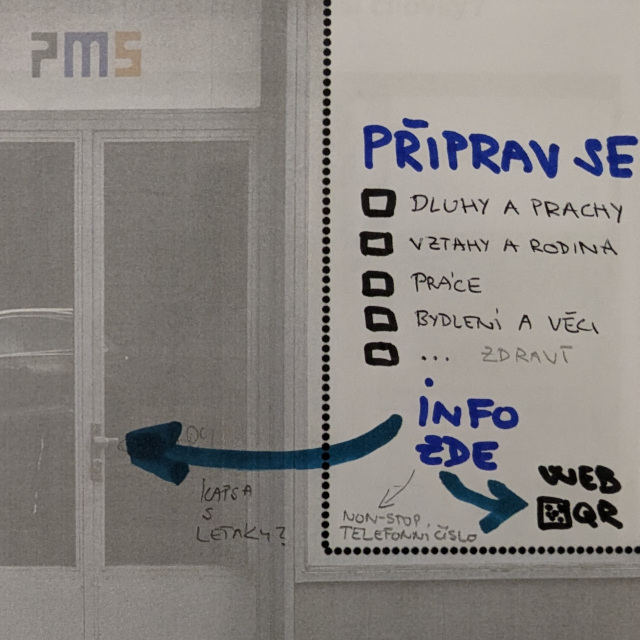 PMS
PŘIPRAV SE
DLUHY A PRACHY
VZTAHY A RODINA
PRÁCE
BYDLENÍ A VĚCI
... ZDRAVÍ
INFO
ZDE
WEB
QR
KAPSA
S
LETÁKY?
NON-STOP
TELEFONNÍ ČÍSLO